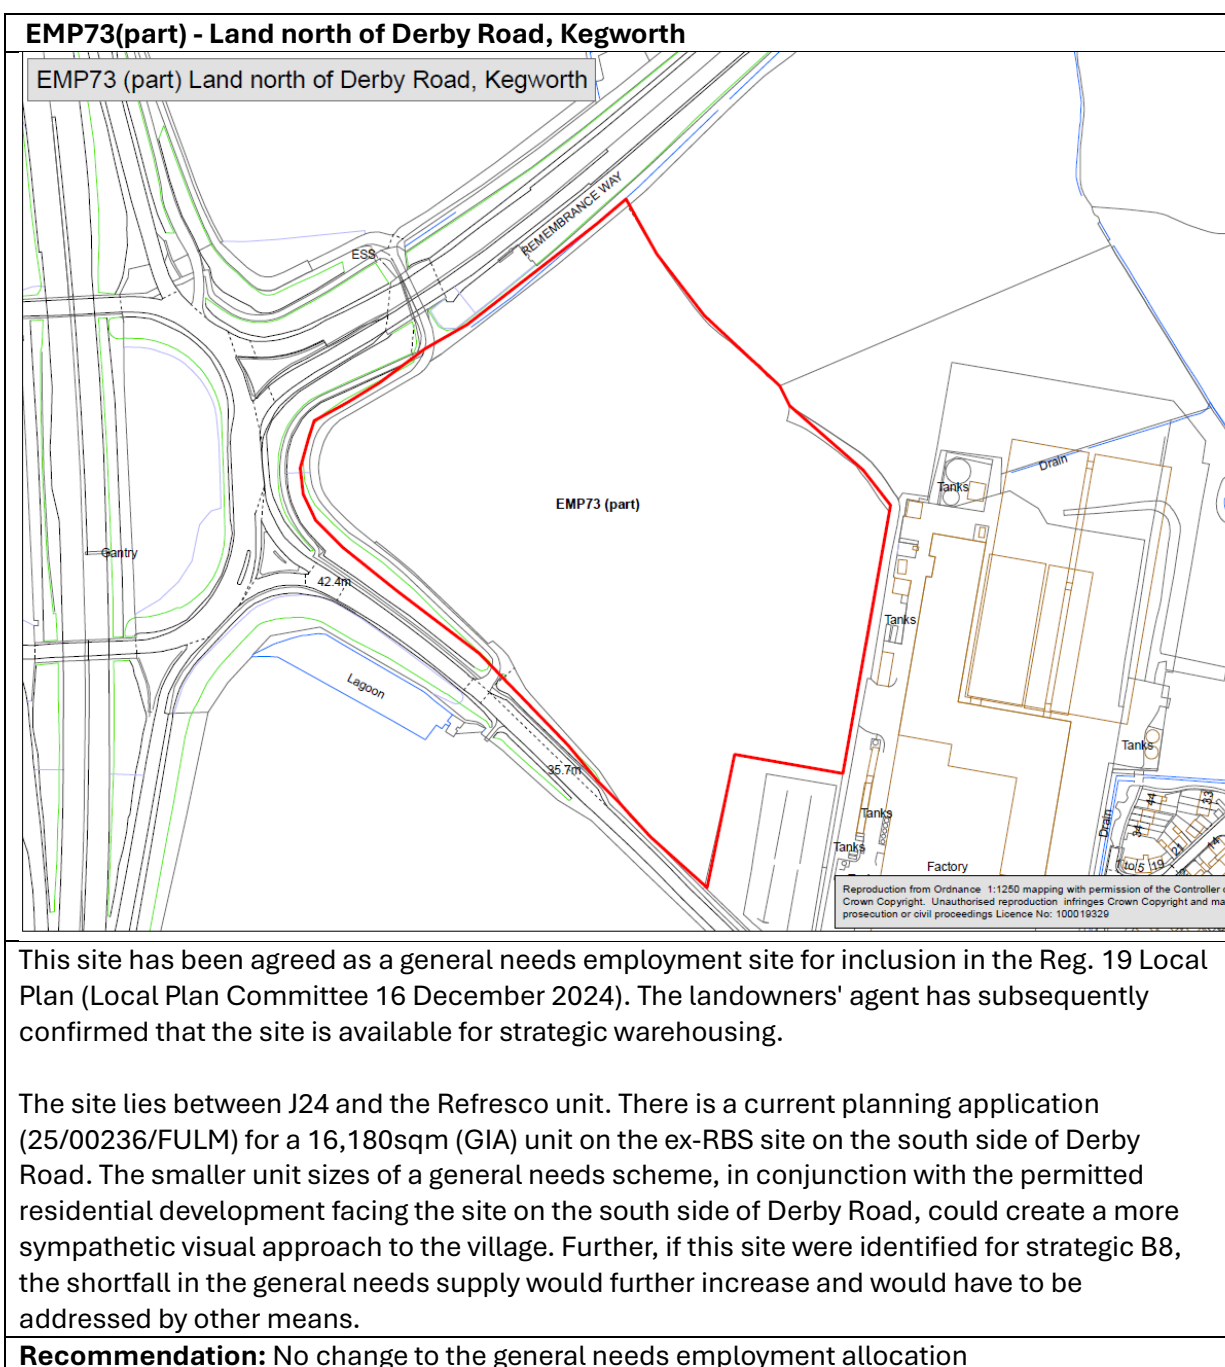 EMP73(part) - Land north of Derby Road, Kegworth
EMP73 (part) Land north of Derby Road, Kegworth
REMEMBRANCE WAY
ESS
Drain
Tanks
EMP73 (part)
Gantry
42.4m
Tanks
Lagoon
35.7m
Tanks
Tanks
Tanks
Drain
44
33
34
21
14
1 to 5
19
Factory
Reproduction from Ordnance 1:1250 mapping with permission of the Controller
Crown Copyright. Unauthorised reproduction infringes Crown Copyright and ma
prosecution or civil proceedings Licence No: 100019329
This site has been agreed as a general needs employment site for inclusion in the Reg. 19 Local
Plan (Local Plan Committee 16 December 2024). The landowners' agent has subsequently
confirmed that the site is available for strategic warehousing.
The site lies between J24 and the Refresco unit. There is a current planning application
(25/00236/FULM) for a 16,180sqm (GIA) unit on the ex-RBS site on the south side of Derby
Road. The smaller unit sizes of a general needs scheme, in conjunction with the permitted
residential development facing the site on the south side of Derby Road, could create a more
sympathetic visual approach to the village. Further, if this site were identified for strategic B8,
the shortfall in the general needs supply would further increase and would have to be
addressed by other means.
Recommendation: No change to the general needs employment allocation